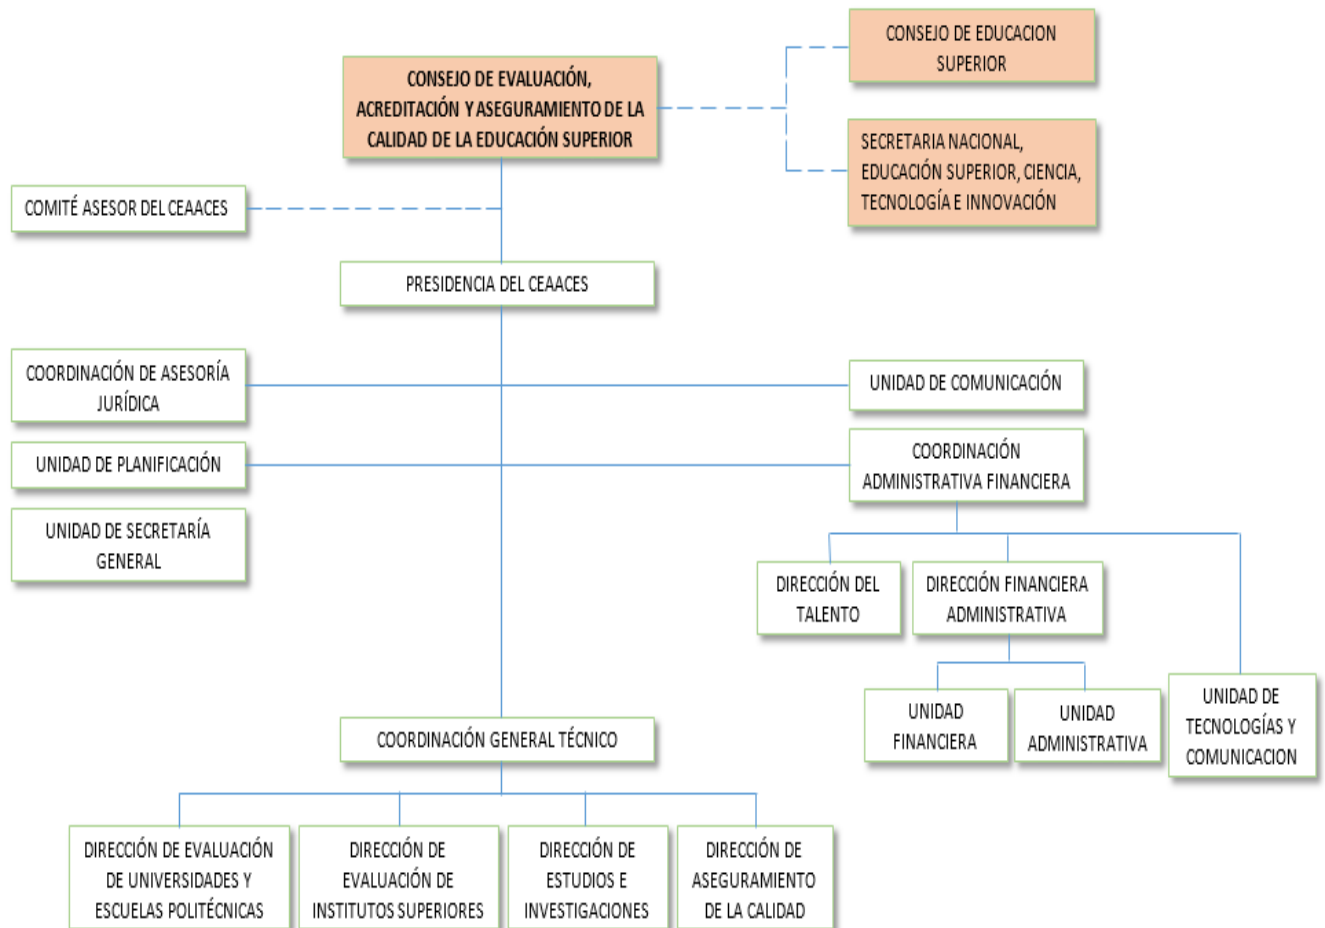 CONSEJO DE EDUCACION
SUPERIOR
CONSEJO DE EVALUACIÓN,
ACREDITACIÓN Y ASEGURAMIENTO DE LA
CALIDAD DE LA EDUCACIÓN SUPERIOR
SECRETARIA NACIONAL,
EDUCACIÓN SUPERIOR, CIENCIA,
TECNOLOGÍA E INNOVACIÓN
COMITÉ ASESOR DEL CEAACES
PRESIDENCIA DEL CEAACES
COORDINACIÓN DE ASESORÍA
JURÍDICA
UNIDAD DE COMUNICACIÓN
UNIDAD DE PLANIFICACIÓN
COORDINACIÓN
ADMINISTRATIVA FINANCIERA
UNIDAD DE SECRETARÍA
GENERAL
DIRECCIÓN DEL
TALENTO
DIRECCIÓN FINANCIERA
ADMINISTRATIVA
UNIDAD
FINANCIERA
UNIDAD
ADMINISTRATIVA
UNIDAD DE
TECNOLOGÍAS Y
COMUNICACION
COORDINACIÓN GENERAL TÉCNICO
DIRECCIÓN DE EVALUACIÓN
DE UNIVERSIDADES Y
ESCUELAS POLITÉCNICAS
DIRECCIÓN DE
EVALUACIÓN DE
INSTITUTOS SUPERIORES
DIRECCIÓN DE
ESTUDIOS E
INVESTIGACIONES
DIRECCIÓN DE
ASEGURAMIENTO
DE LA CALIDAD